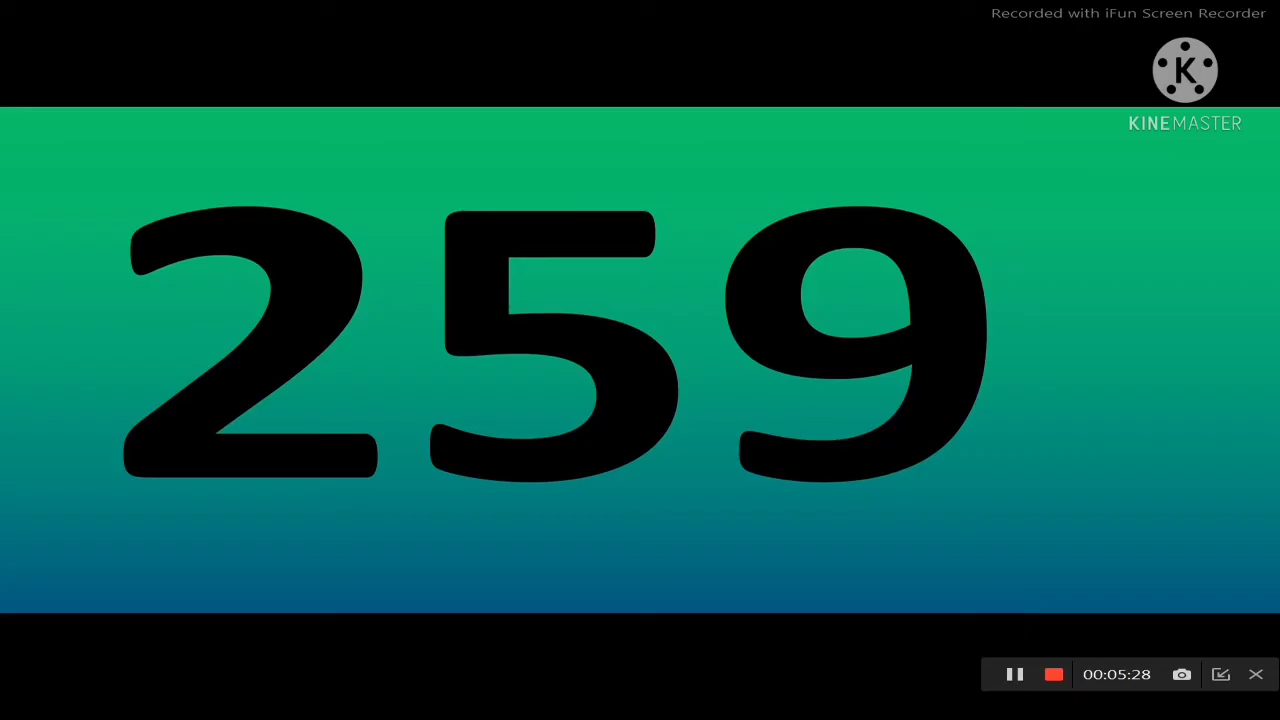 Recorded with iFun Screen Recorder
K
KINEMASTER
259
00:05:28